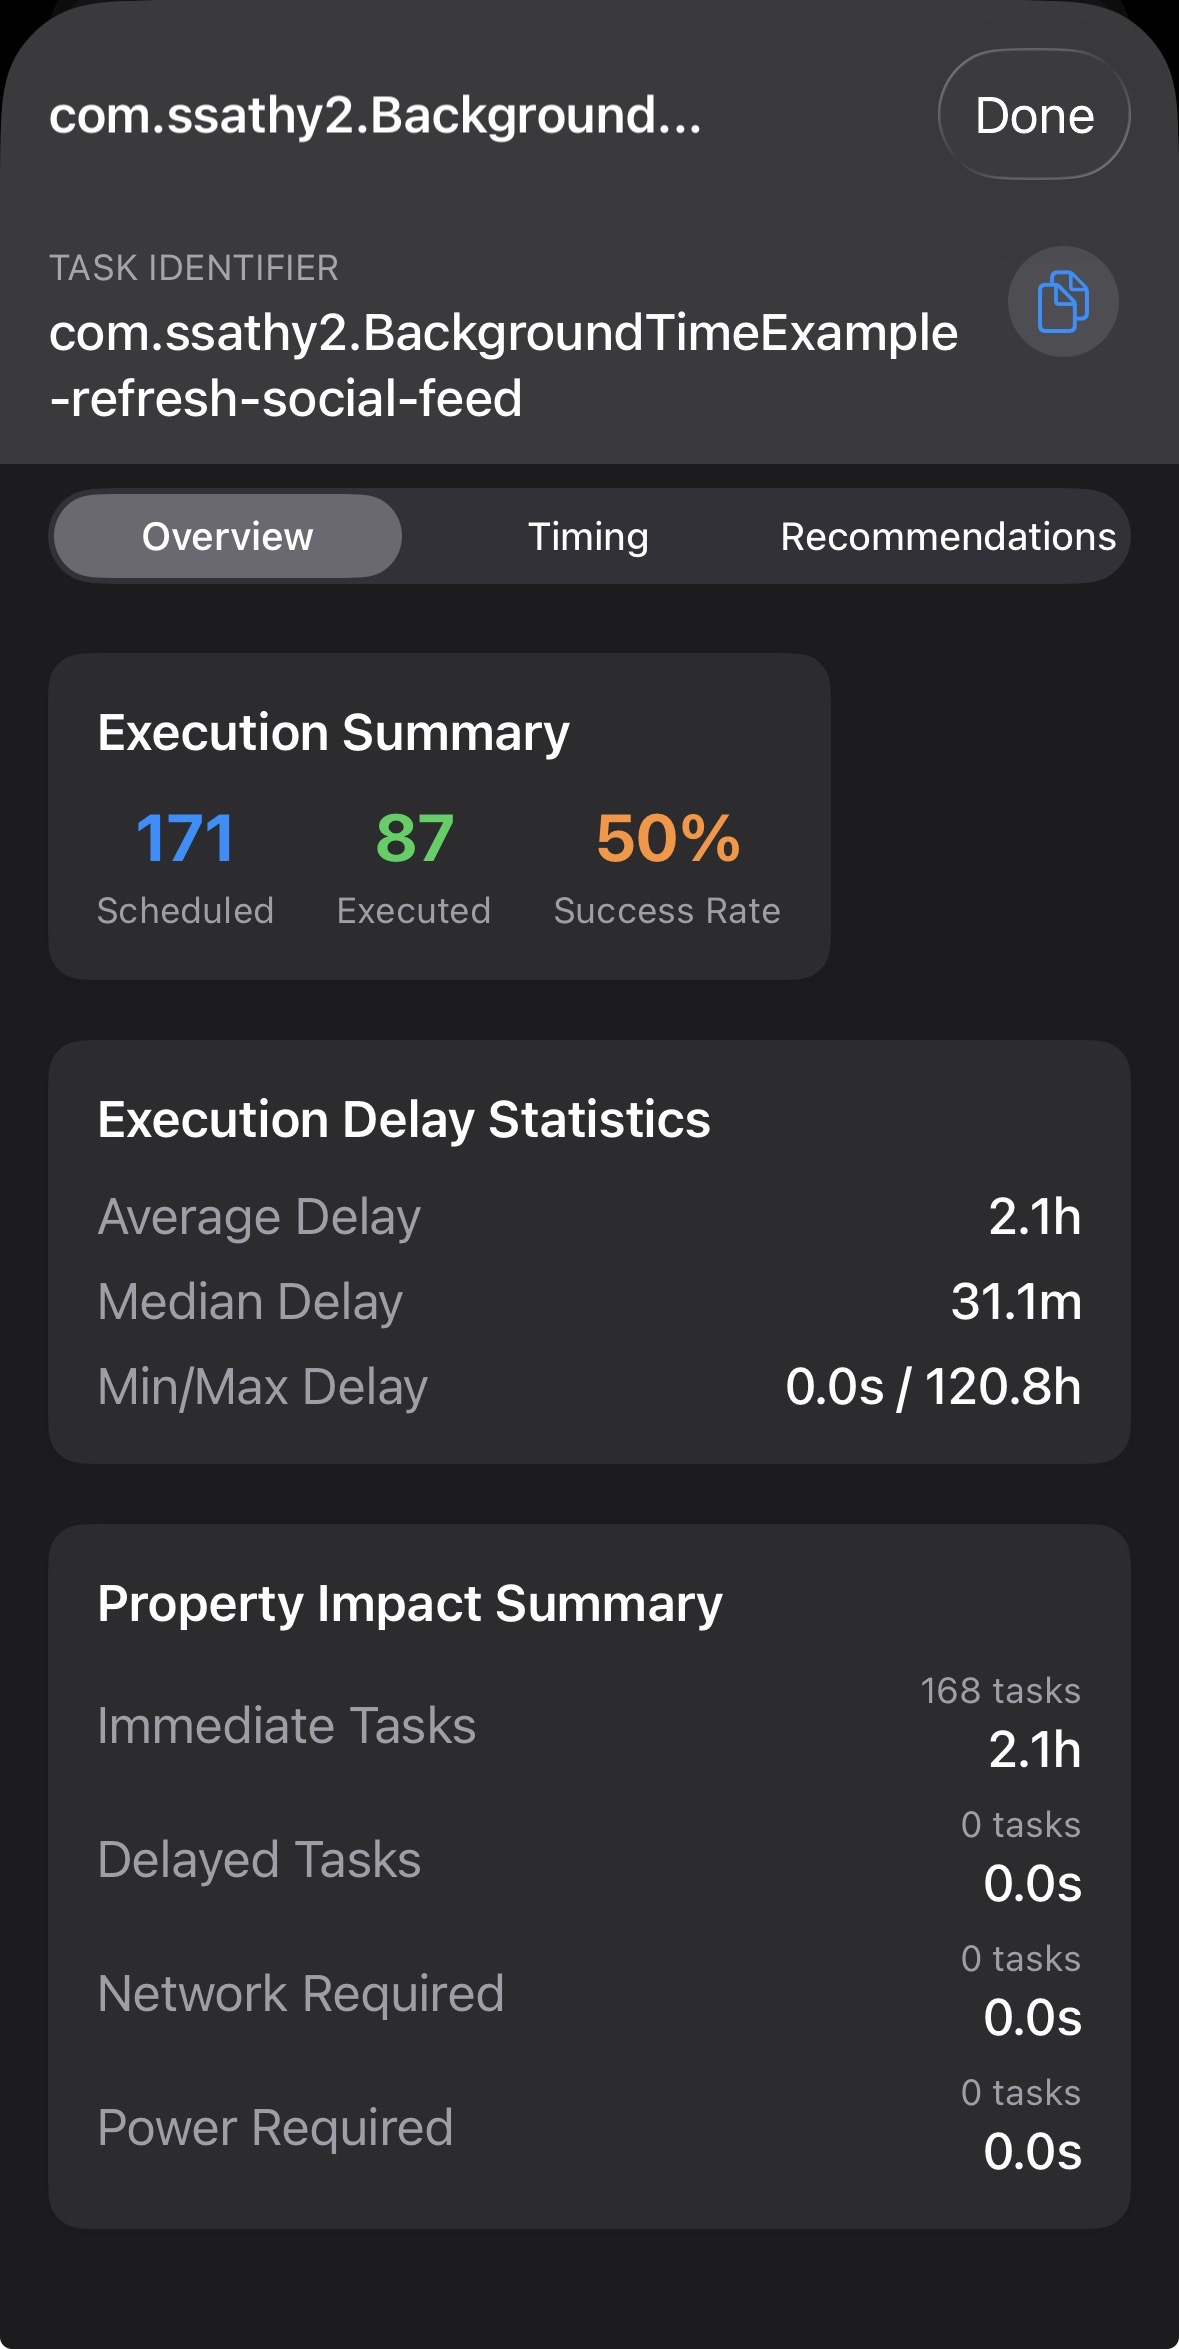 com.ssathy2.Background...
Done
TASK IDENTIFIER
com.ssathy2.BackgroundTimeExample
-refresh-social-feed
Overview
Timing
Recommendations
Execution Summary
171
87
50%
Scheduled
Executed
Success Rate
Execution Delay Statistics
Average Delay
2.1h
Median Delay
31.1m
Min/Max Delay
0.0s / 120.8h
Property Impact Summary
Immediate Tasks
168 tasks
2.1h
Delayed Tasks
0 tasks
0.0s
Network Required
0 tasks
0.0s
Power Required
0 tasks
0.0s